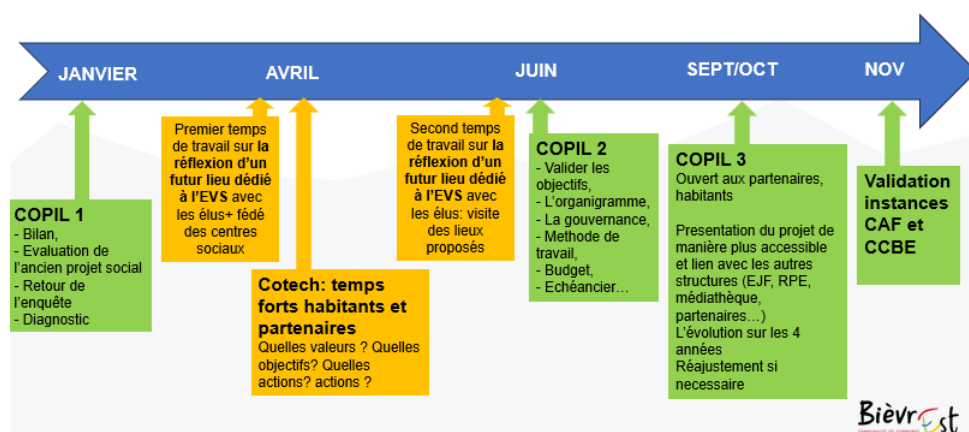 JANVIER
AVRIL
JUIN
SEPT/OCT
NOV
COPIL 1
- Bilan,
- Evaluation de
l'ancien projet social
- Retour de
l'enquête
- Diagnostic
Premier temps
de travail sur la
réflexion d'un
futur lieu dédié
à l'EVS avec
les élus+ fédé
des centres
sociaux
Cotech: temps
forts habitants et
partenaires
Quelles valeurs ? Quelles
objectifs? Quelles
actions? actions ?
Second temps
de travail sur la
réflexion d'un
futur lieu dédié
à l'EVS avec
les élus: visite
des lieux
proposés
COPIL 2
- Valider les
objectifs,
- L'organigramme,
- La gouvernance,
- Methode de
travail,
- Budget,
- Echéancier…
COPIL 3
Ouvert aux partenaires,
habitants
Presentation du projet de
manière plus accessible
et lien avec les autres
structures (EJF, RPE,
médiathèque,
partenaires…)
L'évolution sur les 4
années
Réajustement si
necessaire
Validation
instances
CAF et
CCBE
Bièvr Est